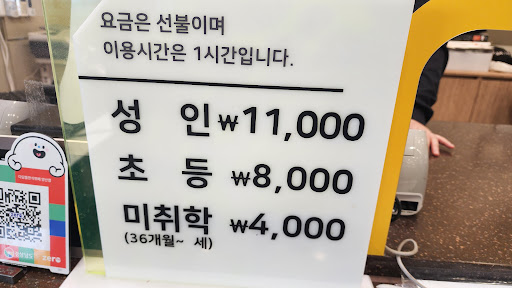 요금은 선불이며
이용시간은 1시간입니다.
성 인 ₩11,000
초 등 ₩8,000
미취학 ₩4,000
(36개월~ 세)
zero